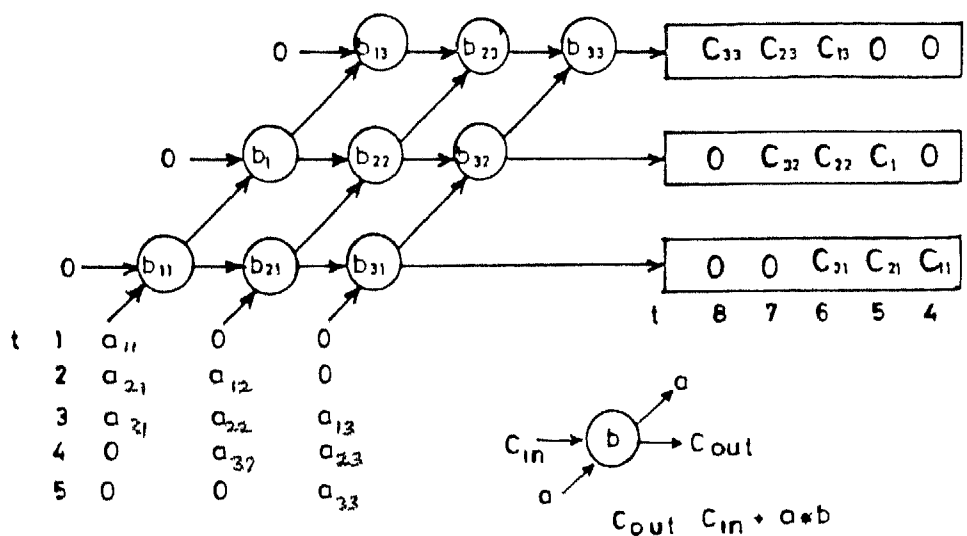 0 b₁₃ b₂₃ b₃₃ C₃₃ C₂₃ C₁₃ 0 0
0 b₁ b₂₂ b₃₂ 0 C₃₂ C₂₂ C₁ 0
0 b₁₁ b₂₁ b₃₁ 0 0 C₃₁ C₂₁ C₁₁
t 8 7 6 5 4
t 1 a₁₁ 0 0
2 a₂₁ a₁₂ 0
3 a₃₁ a₂₂ a₁₃
4 0 a₃₂ a₂₃
5 0 0 a₃₃
a
Cin b Cout
a
Cout Cin + a*b